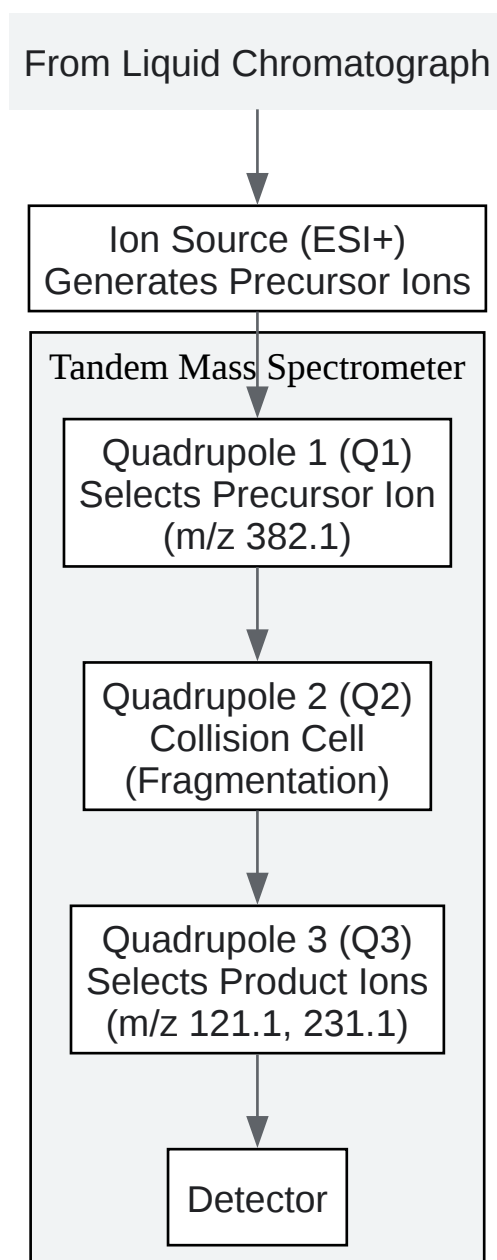 From Liquid Chromatograph
Ion Source (ESI+)
Generates Precursor Ions
Tandem Mass Spectrometer
Quadrupole 1 (Q1)
Selects Precursor Ion
(m/z 382.1)
Quadrupole 2 (Q2)
Collision Cell
(Fragmentation)
Quadrupole 3 (Q3)
Selects Product Ions
(m/z 121.1, 231.1)
Detector